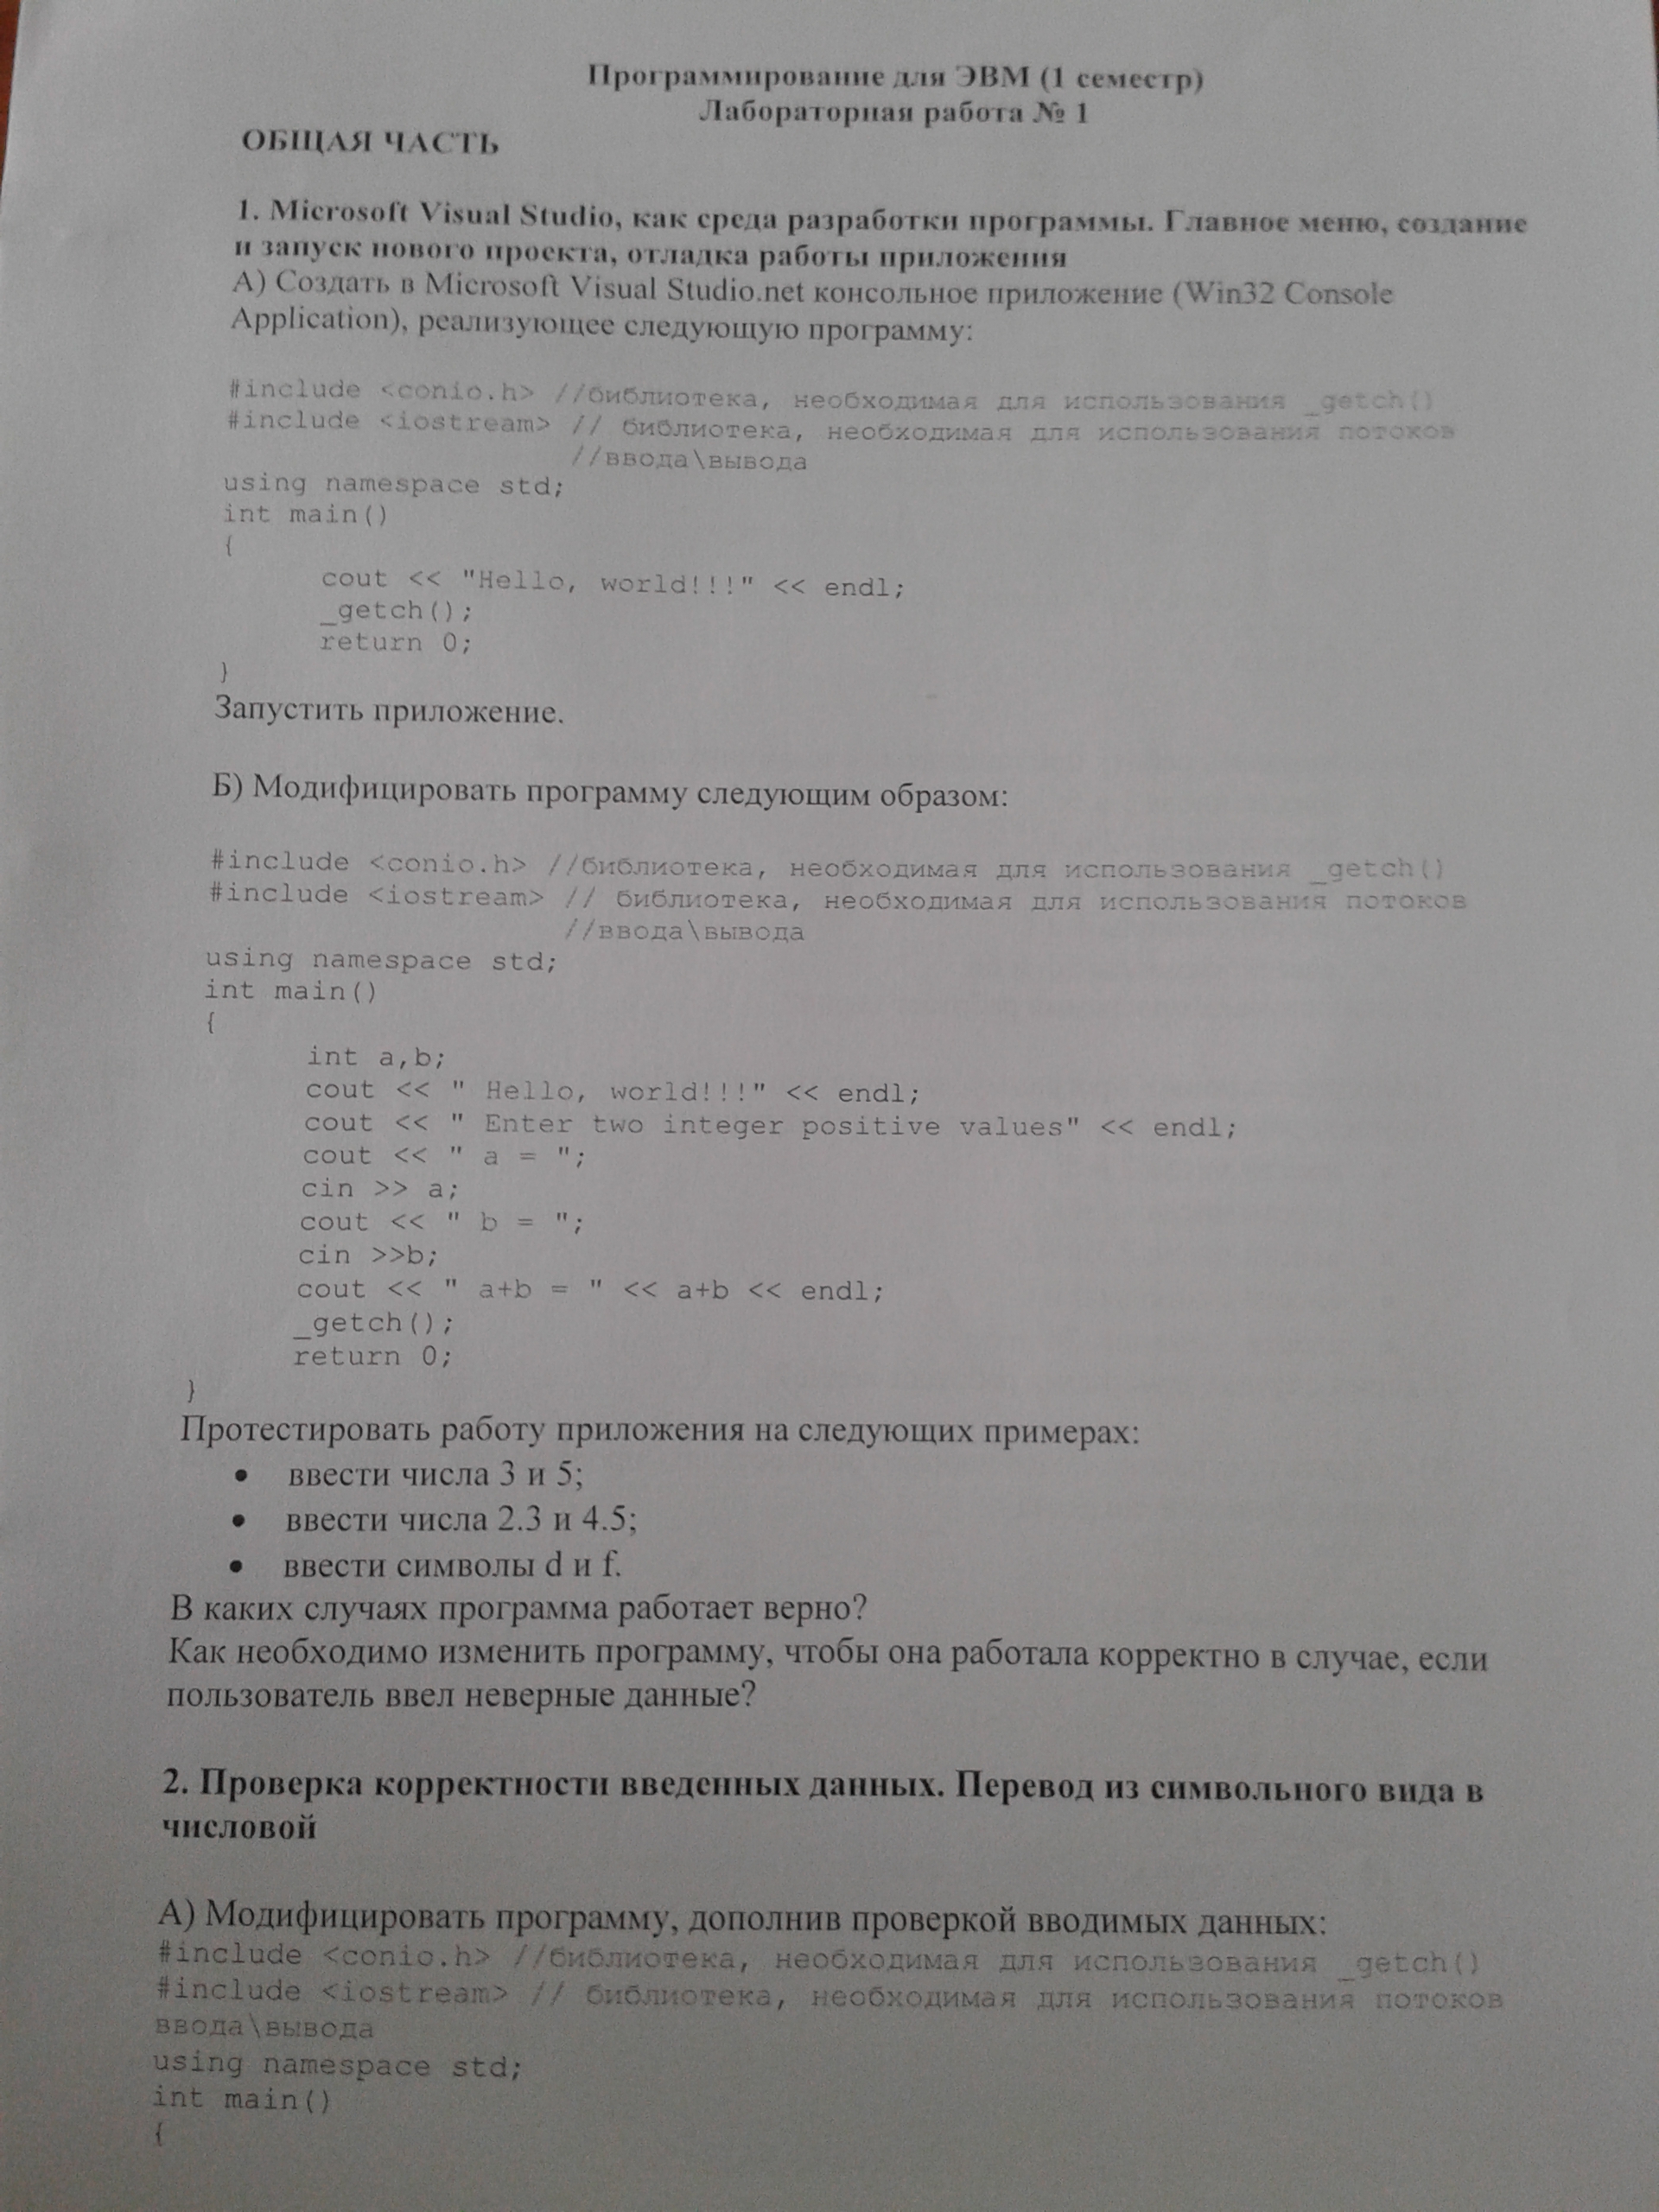 Программирование для ЭВМ (1 семестр)
Лабораторная работа № 1
ОБЩАЯ ЧАСТЬ
1. Microsoft Visual Studio, как среда разработки программы. Главное меню, создание
и запуск нового проекта, отладка работы приложения
А) Создать в Microsoft Visual Studio.net консольное приложение (Win32 Console
Application), реализующее следующую программу:
#include <conio.h> //библиотека, необходимая для использования _getch()
#include <iostream> // библиотека, необходимая для использования потоков
//ввода\вывода
using namespace std;
int main()
{
cout << "Hello, world!!!" << endl;
_getch();
return 0;
}
Запустить приложение.
Б) Модифицировать программу следующим образом:
#include <conio.h> //библиотека, необходимая для использования _getch()
#include <iostream> // библиотека, необходимая для использования потоков
//ввода\вывода
using namespace std;
int main()
{
int a,b;
cout << " Hello, world!!!" << endl;
cout << " Enter two integer positive values" << endl;
cout << " a = ";
cin >> a;
cout << " b = ";
cin >>b;
cout << " a+b = " << a+b << endl;
_getch();
return 0;
}
Протестировать работу приложения на следующих примерах:
• ввести числа 3 и 5;
• ввести числа 2.3 и 4.5;
• ввести символы d и f.
В каких случаях программа работает верно?
Как необходимо изменить программу, чтобы она работала корректно в случае, если
пользователь ввел неверные данные?
2. Проверка корректности введенных данных. Перевод из символьного вида в
числовой
А) Модифицировать программу, дополнив проверкой вводимых данных:
#include <conio.h> //библиотека, необходимая для использования _getch()
#include <iostream> // библиотека, необходимая для использования потоков
ввода\вывода
using namespace std;
int main()
{